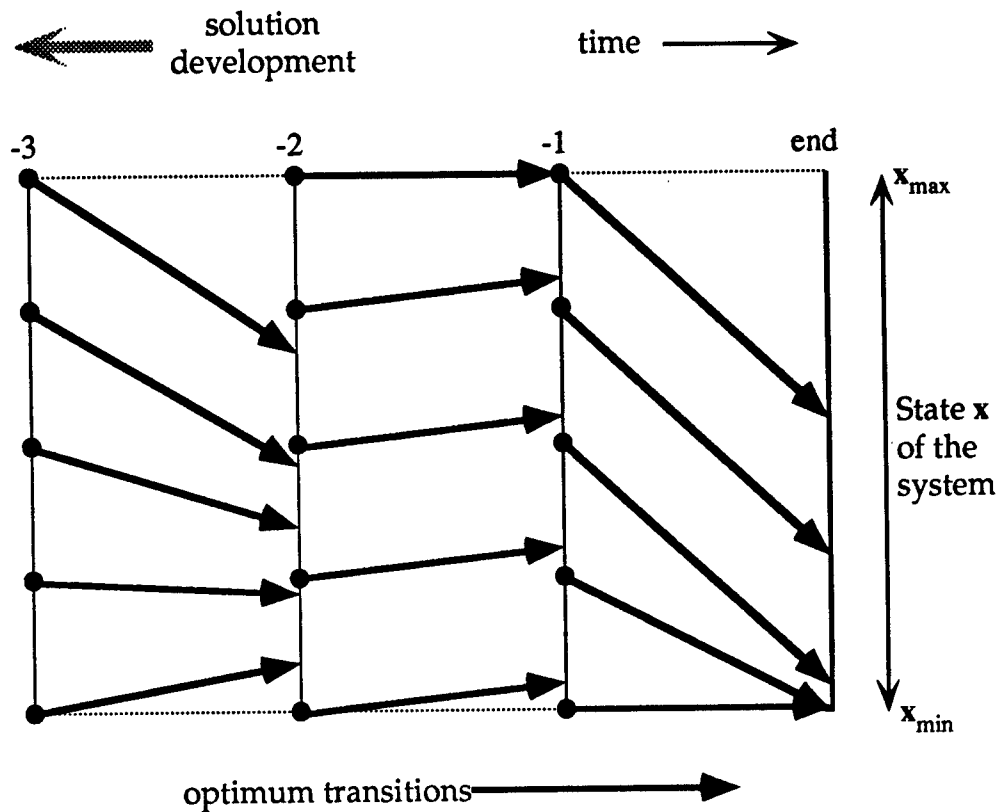 solution
development
time
-3
-2
-1
end
x_max
State x
of the
system
x_min
optimum transitions